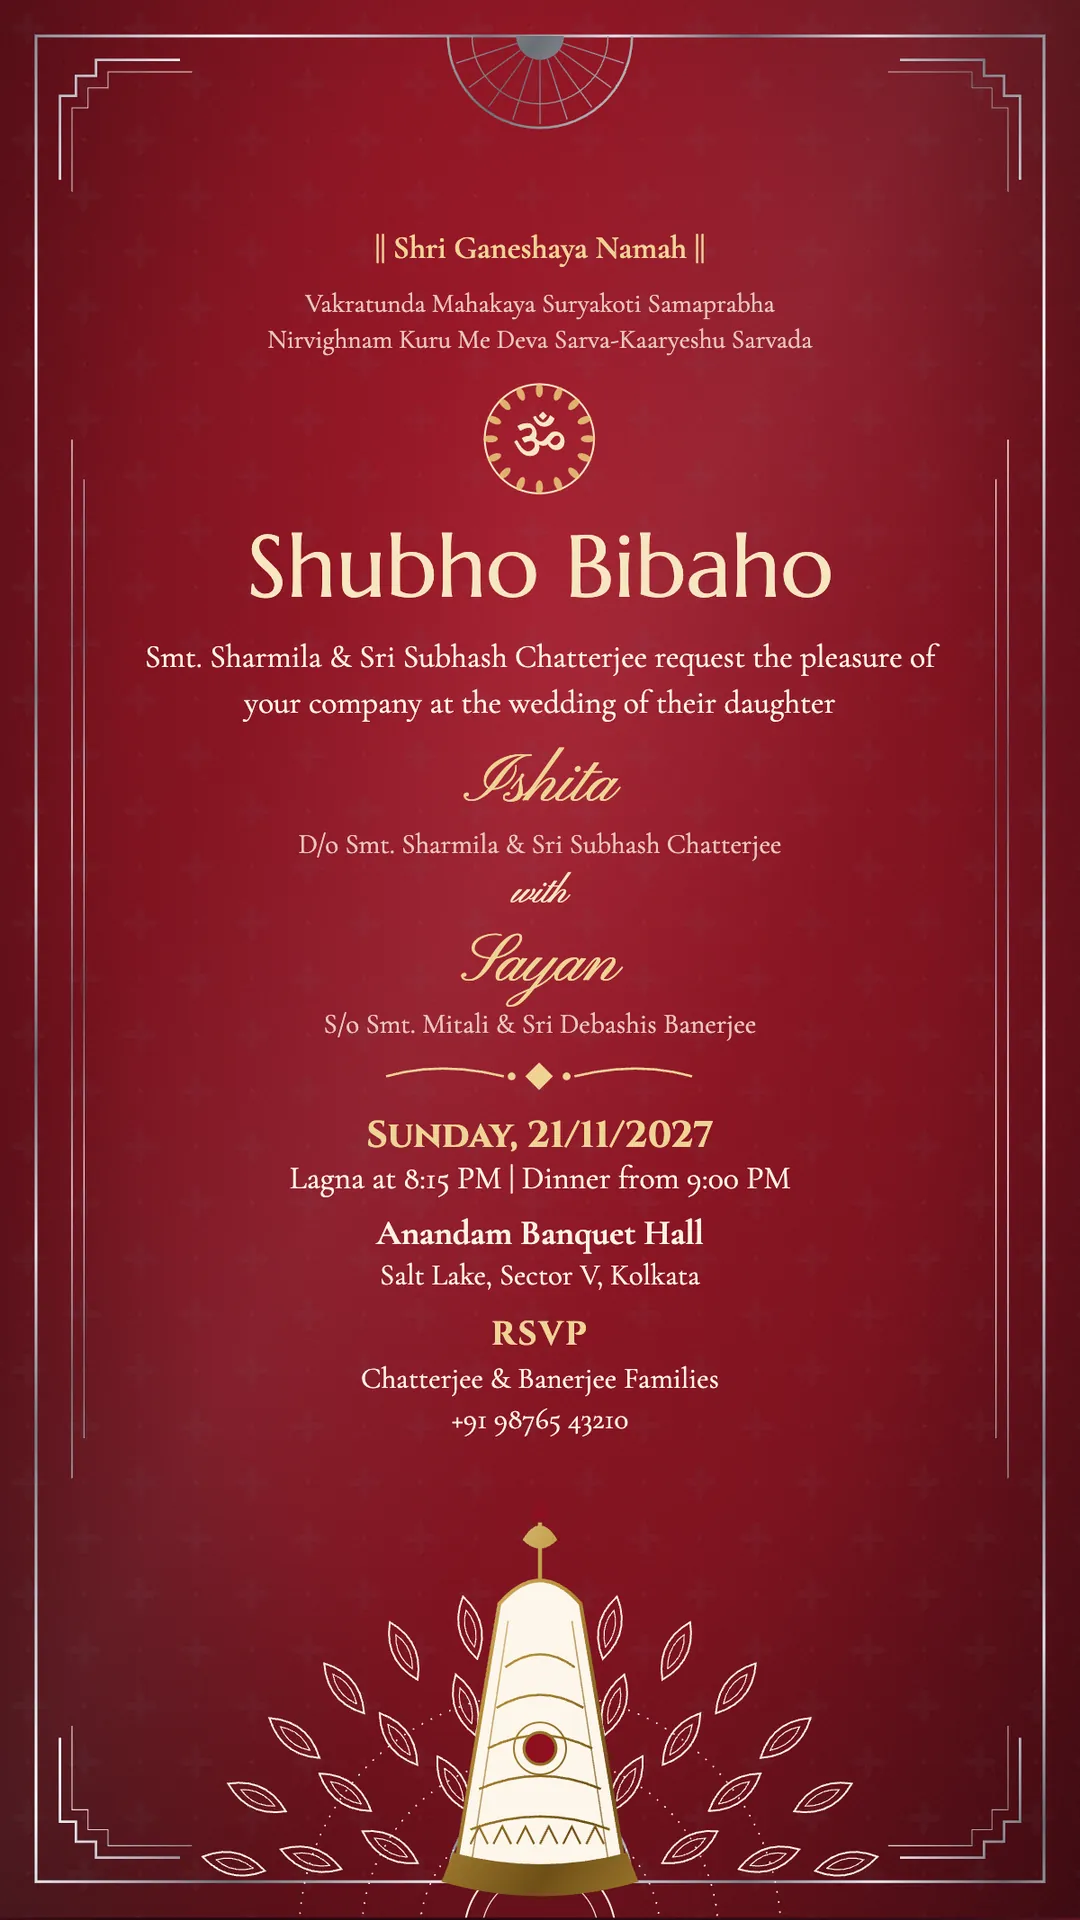 || Shri Ganeshaya Namah ||
Vakratunda Mahakaya Suryakoti Samaprabha
Nirvighnam Kuru Me Deva Sarva-Kaaryeshu Sarvada
ॐ
Shubho Bibaho
Smt. Sharmila & Sri Subhash Chatterjee request the pleasure of
your company at the wedding of their daughter
Ishita
D/o Smt. Sharmila & Sri Subhash Chatterjee
with
Sayan
S/o Smt. Mitali & Sri Debashis Banerjee
Sunday, 21/11/2027
Lagna at 8:15 PM | Dinner from 9:00 PM
Anandam Banquet Hall
Salt Lake, Sector V, Kolkata
RSVP
Chatterjee & Banerjee Families
+91 98765 43210